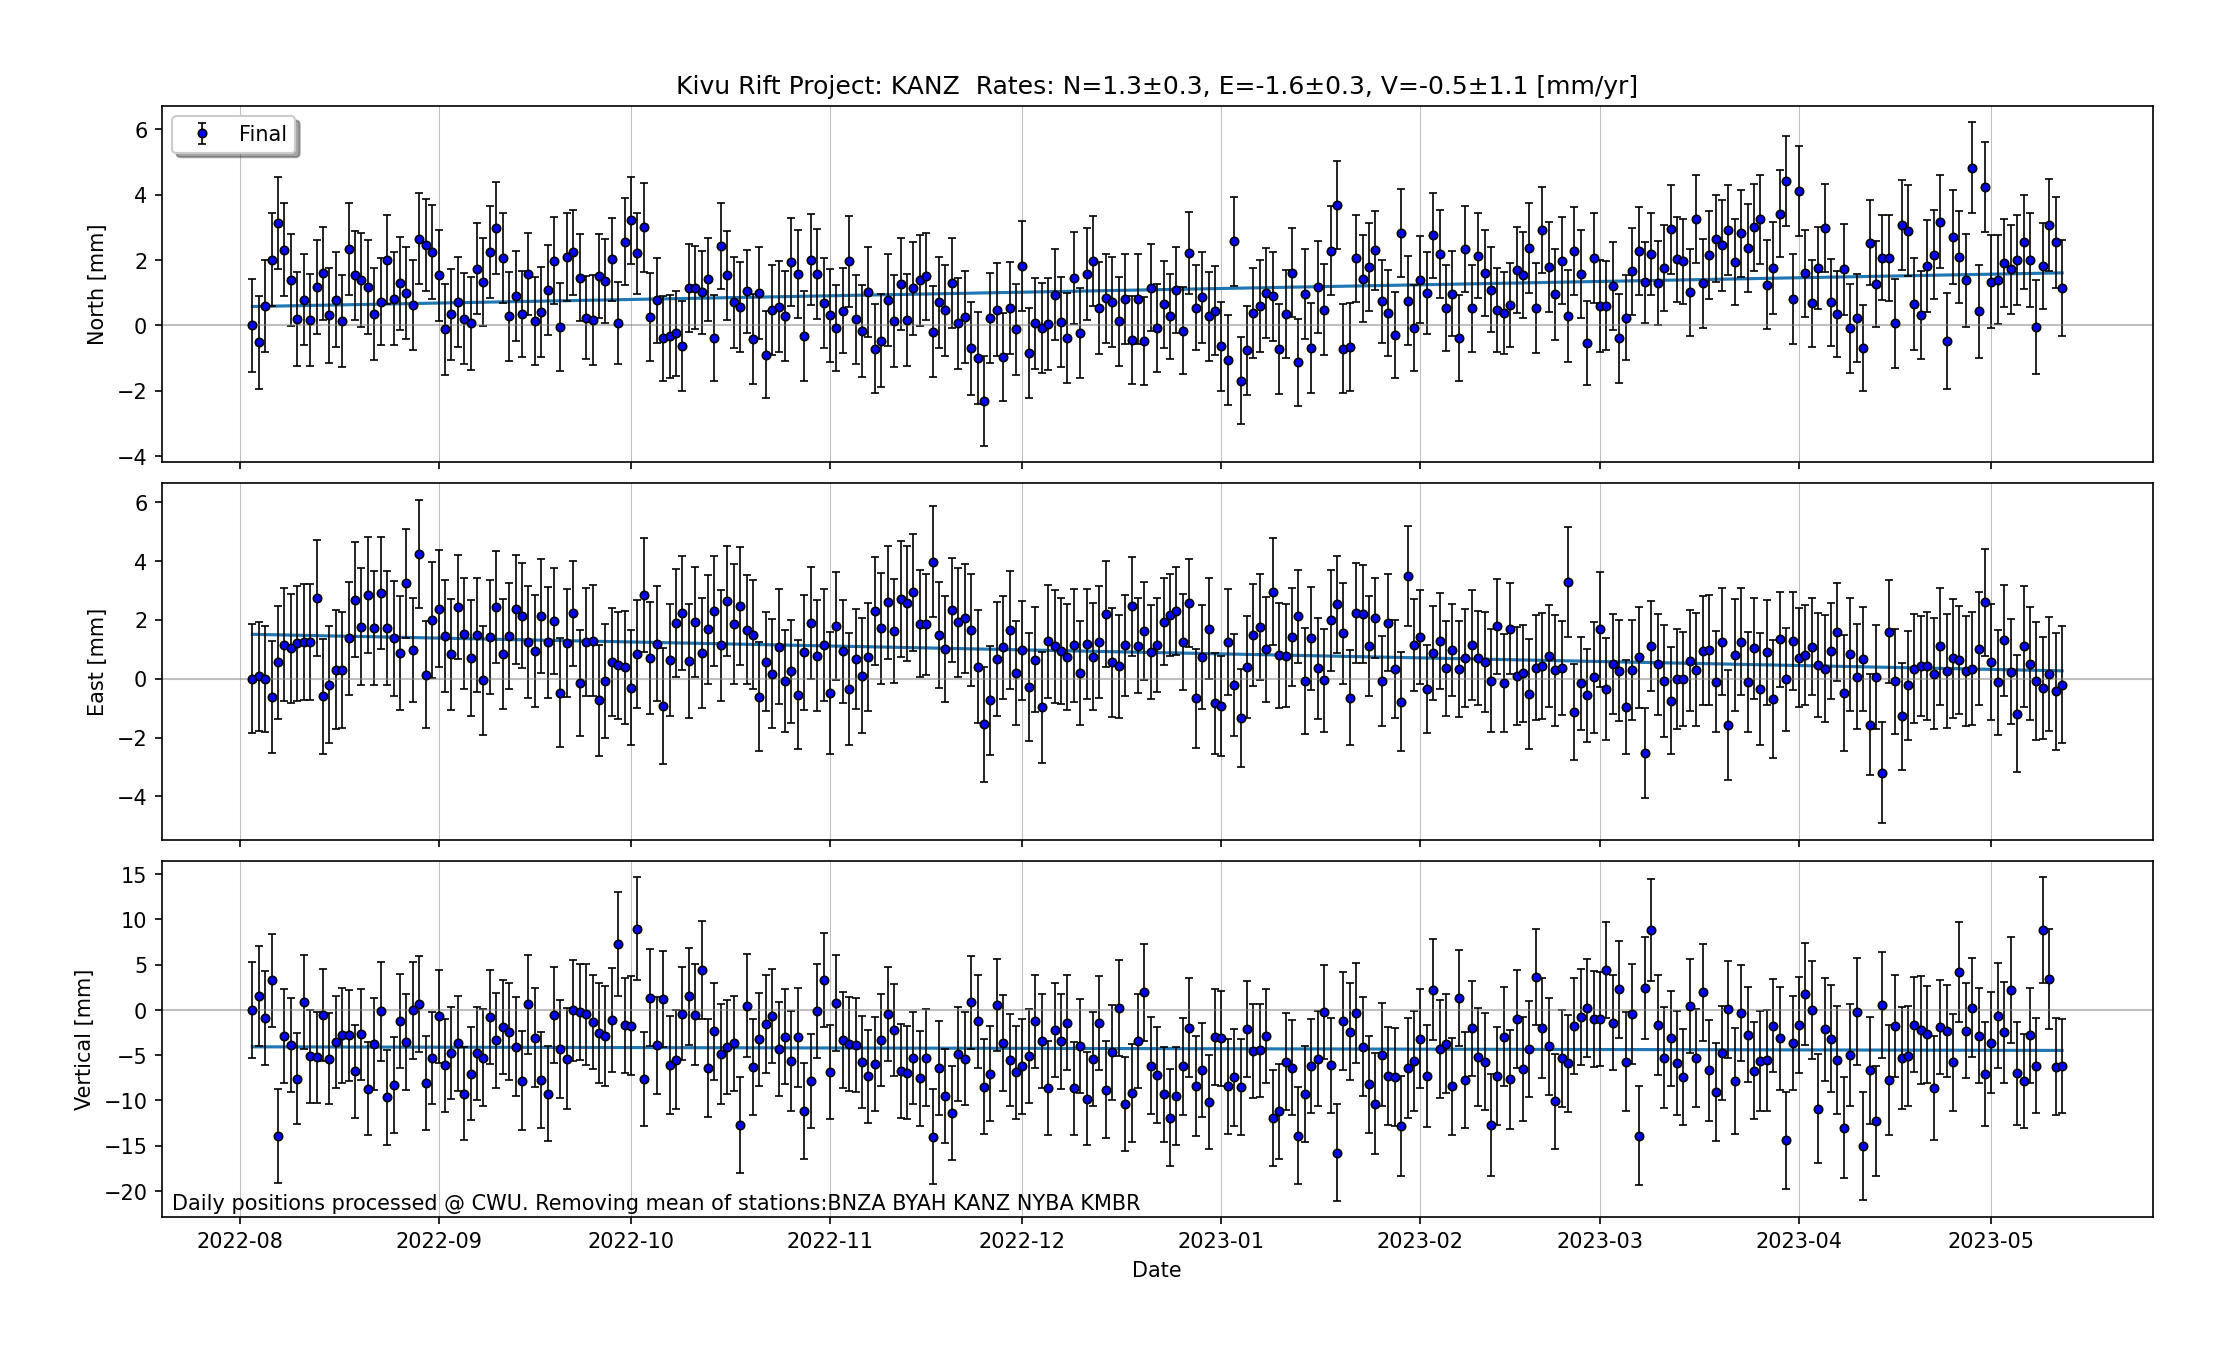 Kivu Rift Project: KANZ  Rates: N=1.3±0.3, E=-1.6±0.3, V=-0.5±1.1 [mm/yr]
Final
North [mm]
6
4
2
0
−2
−4
East [mm]
6
4
2
0
−2
−4
Vertical [mm]
15
10
5
0
−5
−10
−15
−20
Daily positions processed @ CWU. Removing mean of stations:BNZA BYAH KANZ NYBA KMBR
2022-08 2022-09 2022-10 2022-11 2022-12 2023-01 2023-02 2023-03 2023-04 2023-05
Date